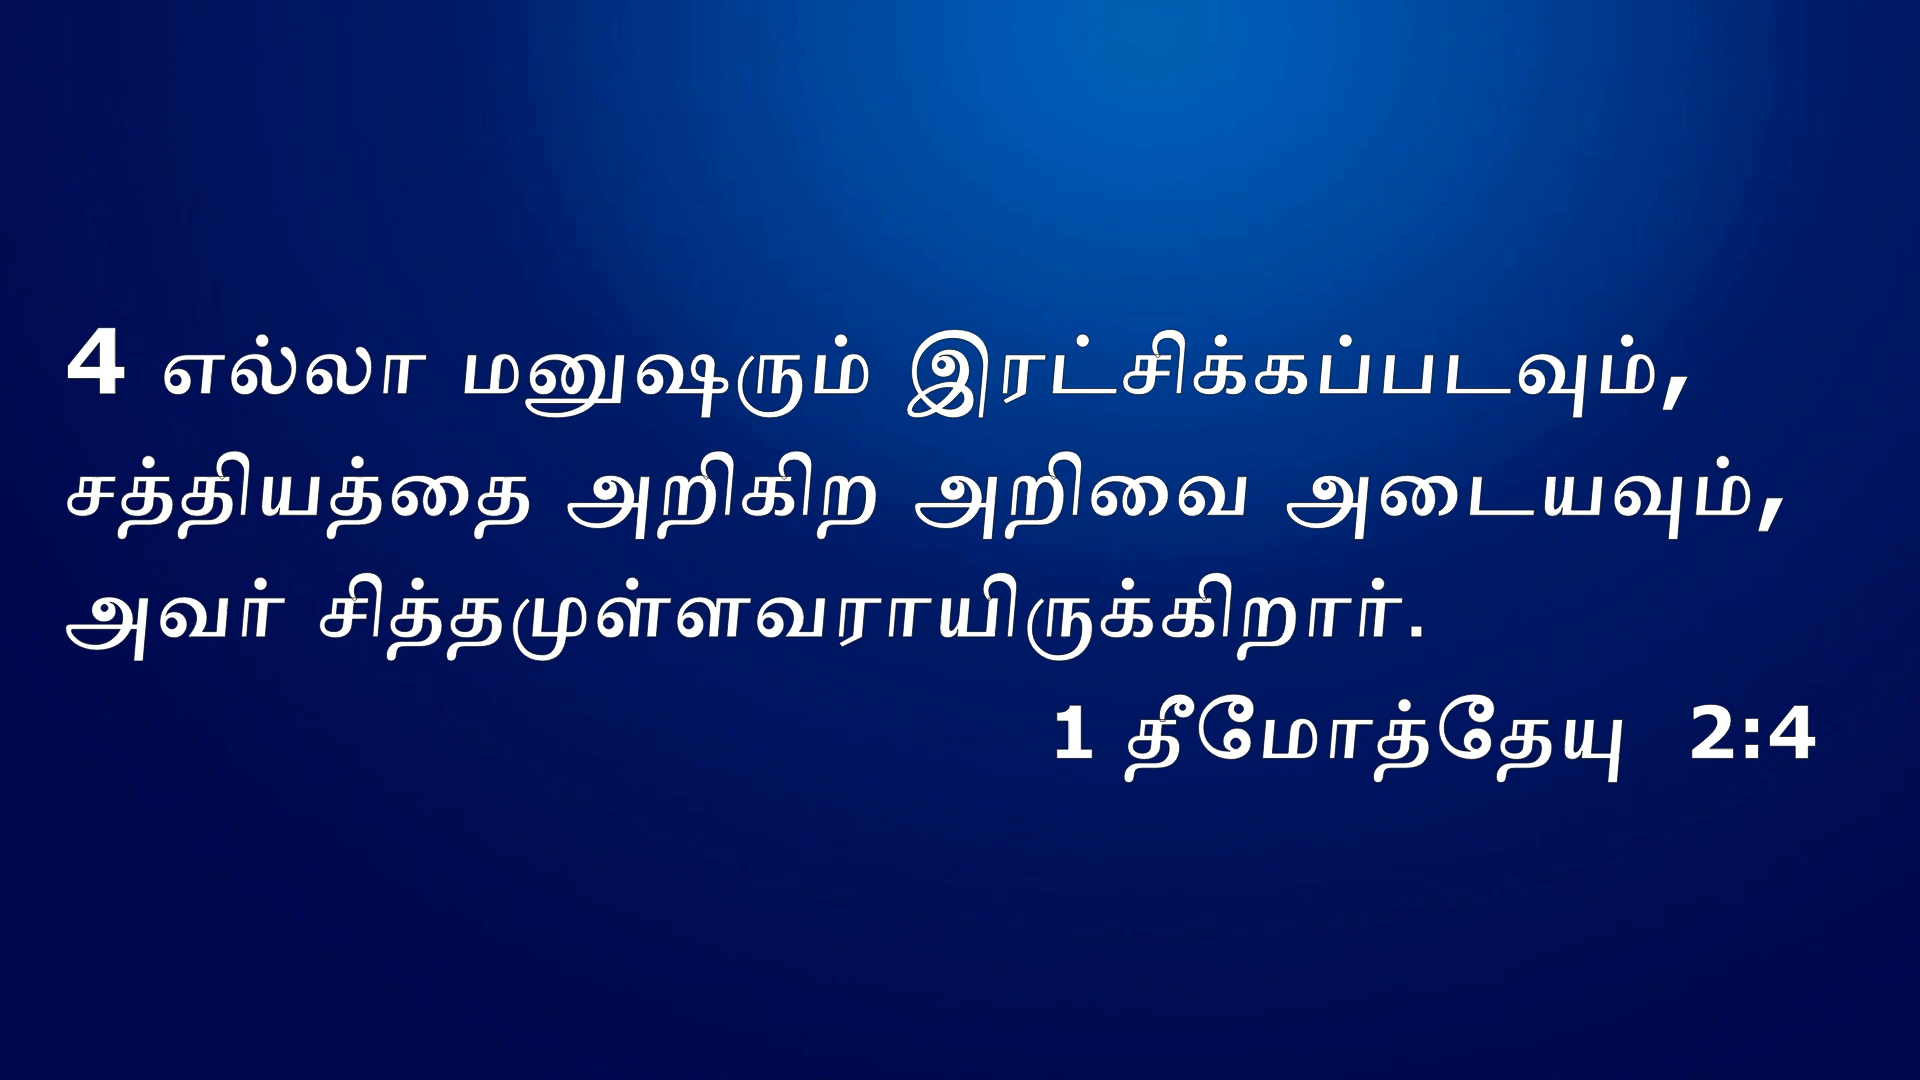 4 எல்லா மனுஷரும் இரட்சிக்கப்படவும்,
சத்தியத்தை அறிகிற அறிவை அடையவும்,
அவர் சித்தமுள்ளவராயிருக்கிறார்.
1 தீமோத்தேயு 2:4